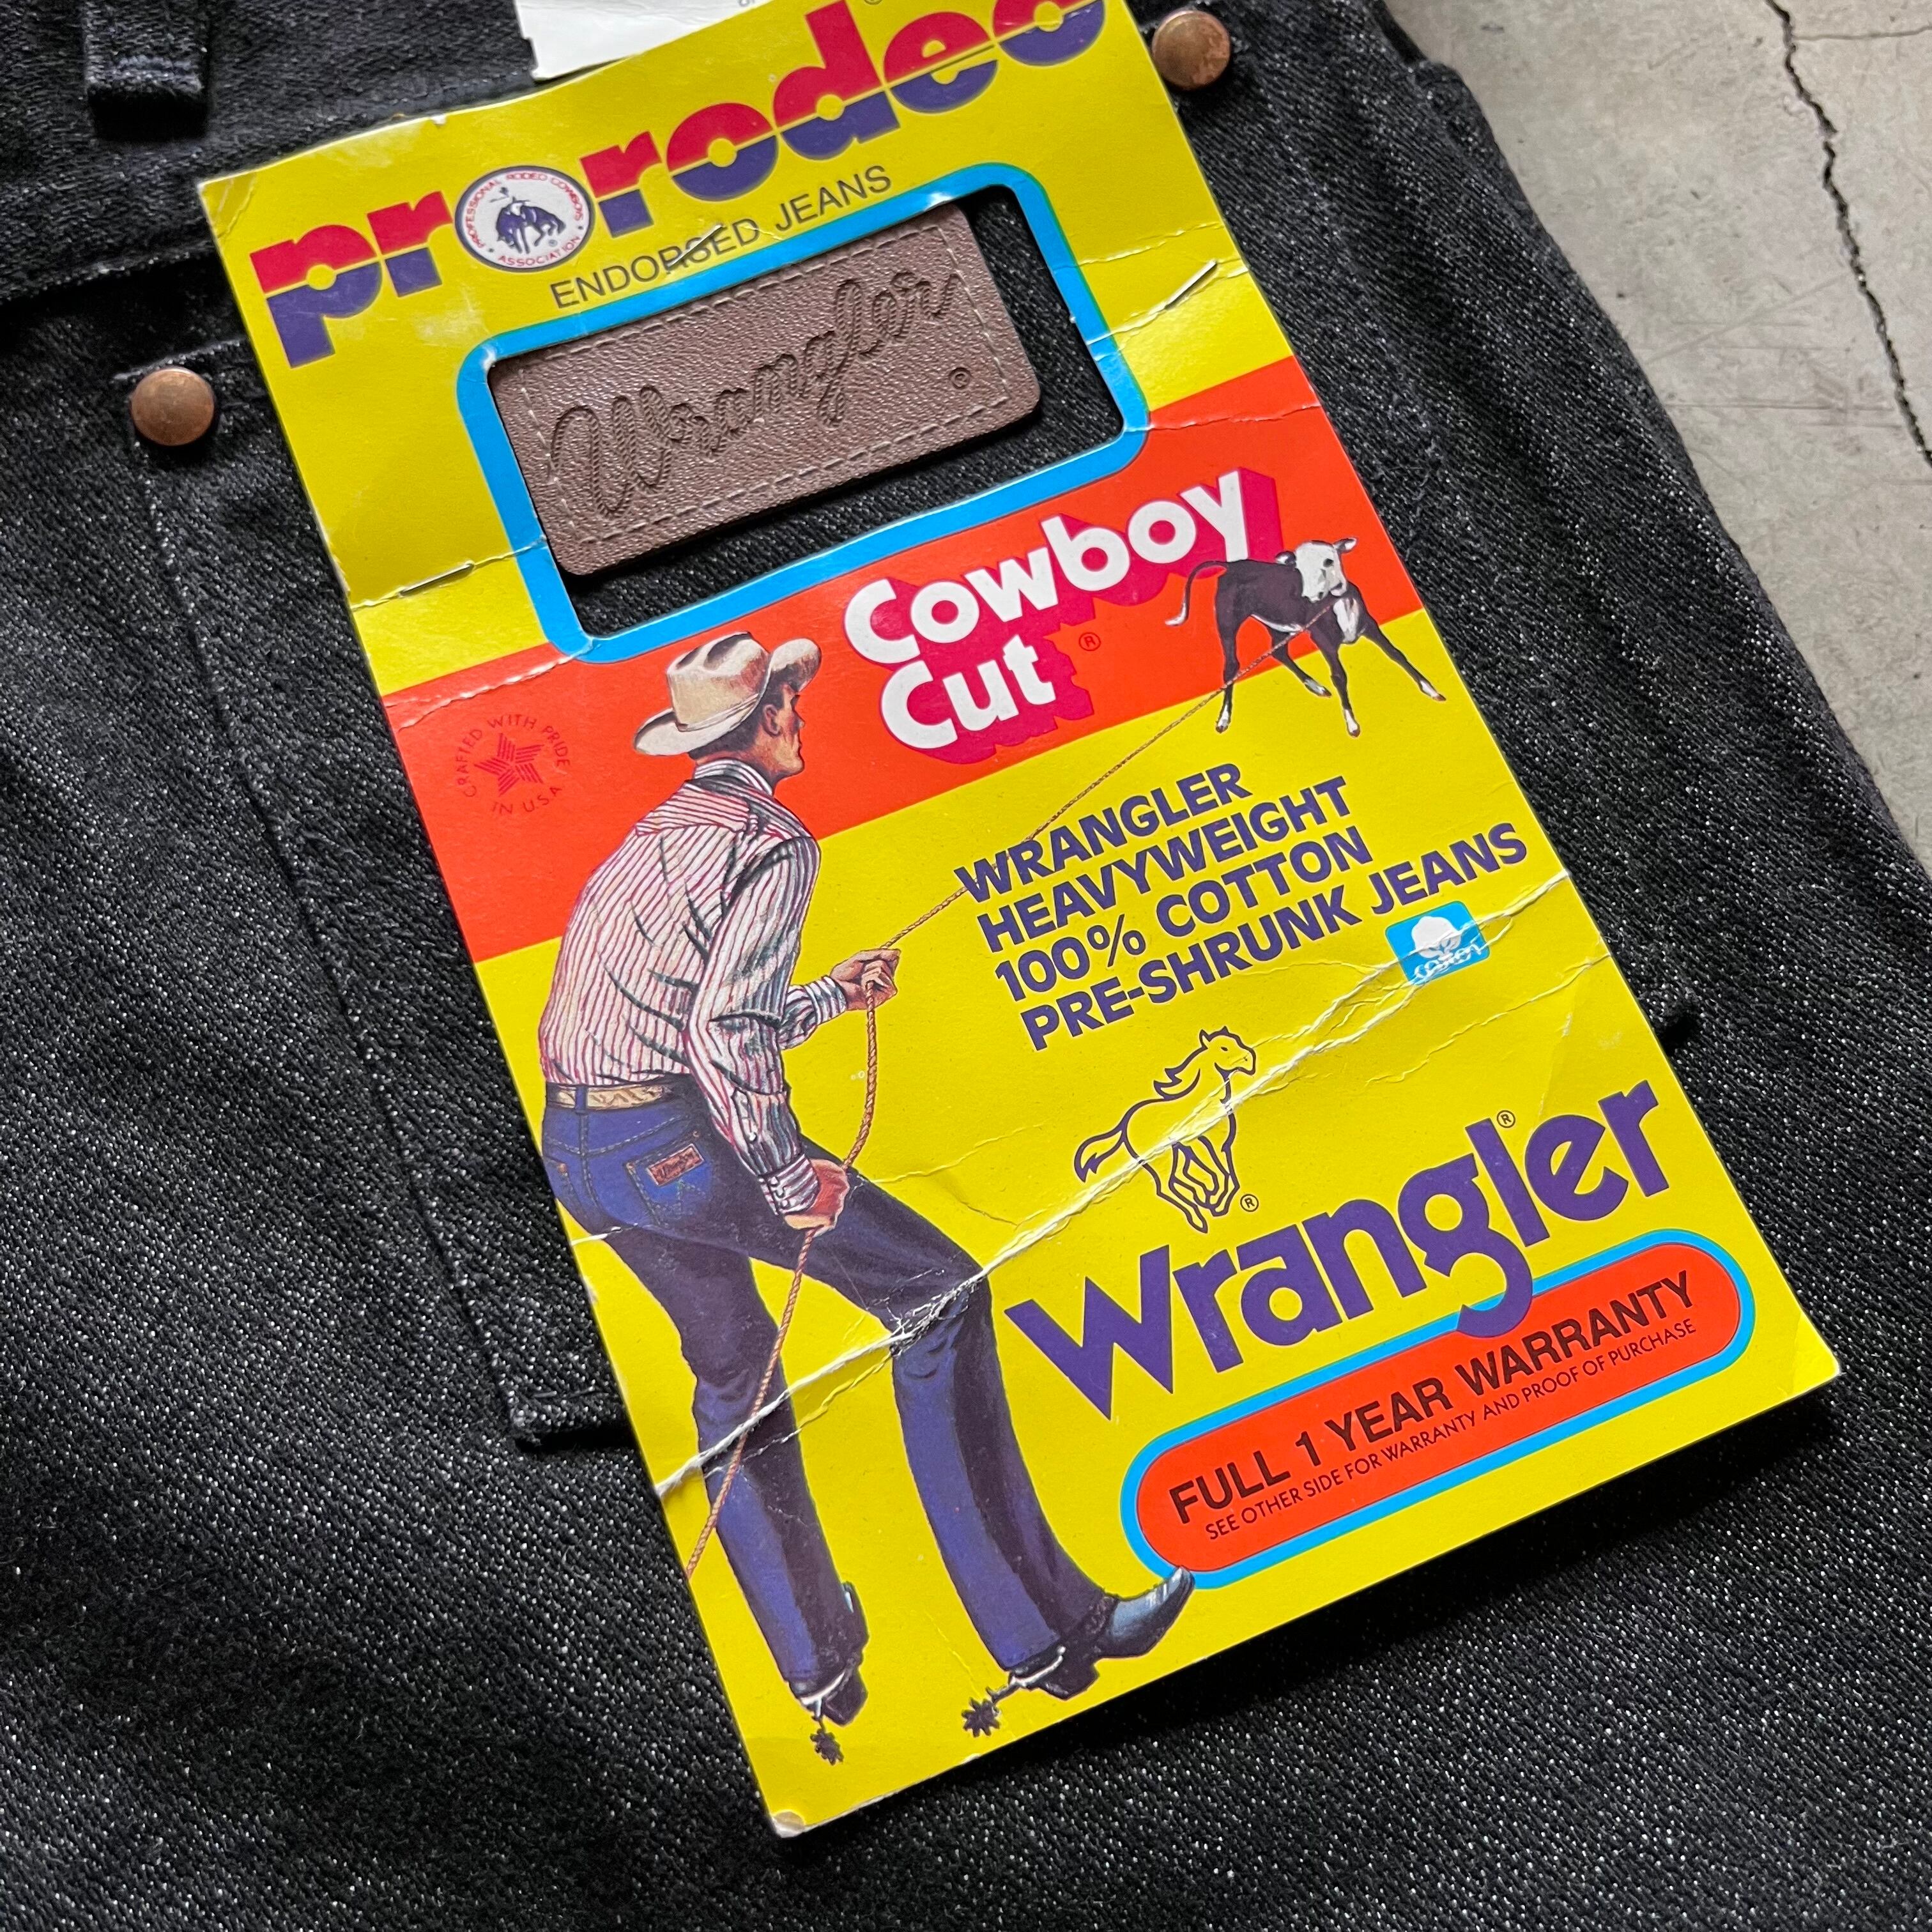 prorodeo
PROFESSIONAL RODEO COWBOYS
ASSOCIATION ®
ENDORSED JEANS
Wrangler
©
Cowboy
Cut ®
CRAFTED WITH PRIDE
IN U.S.A
WRANGLER
HEAVYWEIGHT
100% COTTON
PRE-SHRUNK JEANS
cotton
®
Wrangler®
FULL 1 YEAR WARRANTY
SEE OTHER SIDE FOR WARRANTY AND PROOF OF PURCHASE